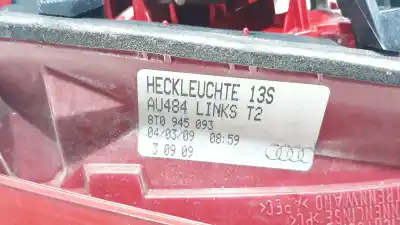 HECKLEUCHTE 13S
AU484 LINKS T2
8T0 945 093
04/03/09 08:59
3 09 09